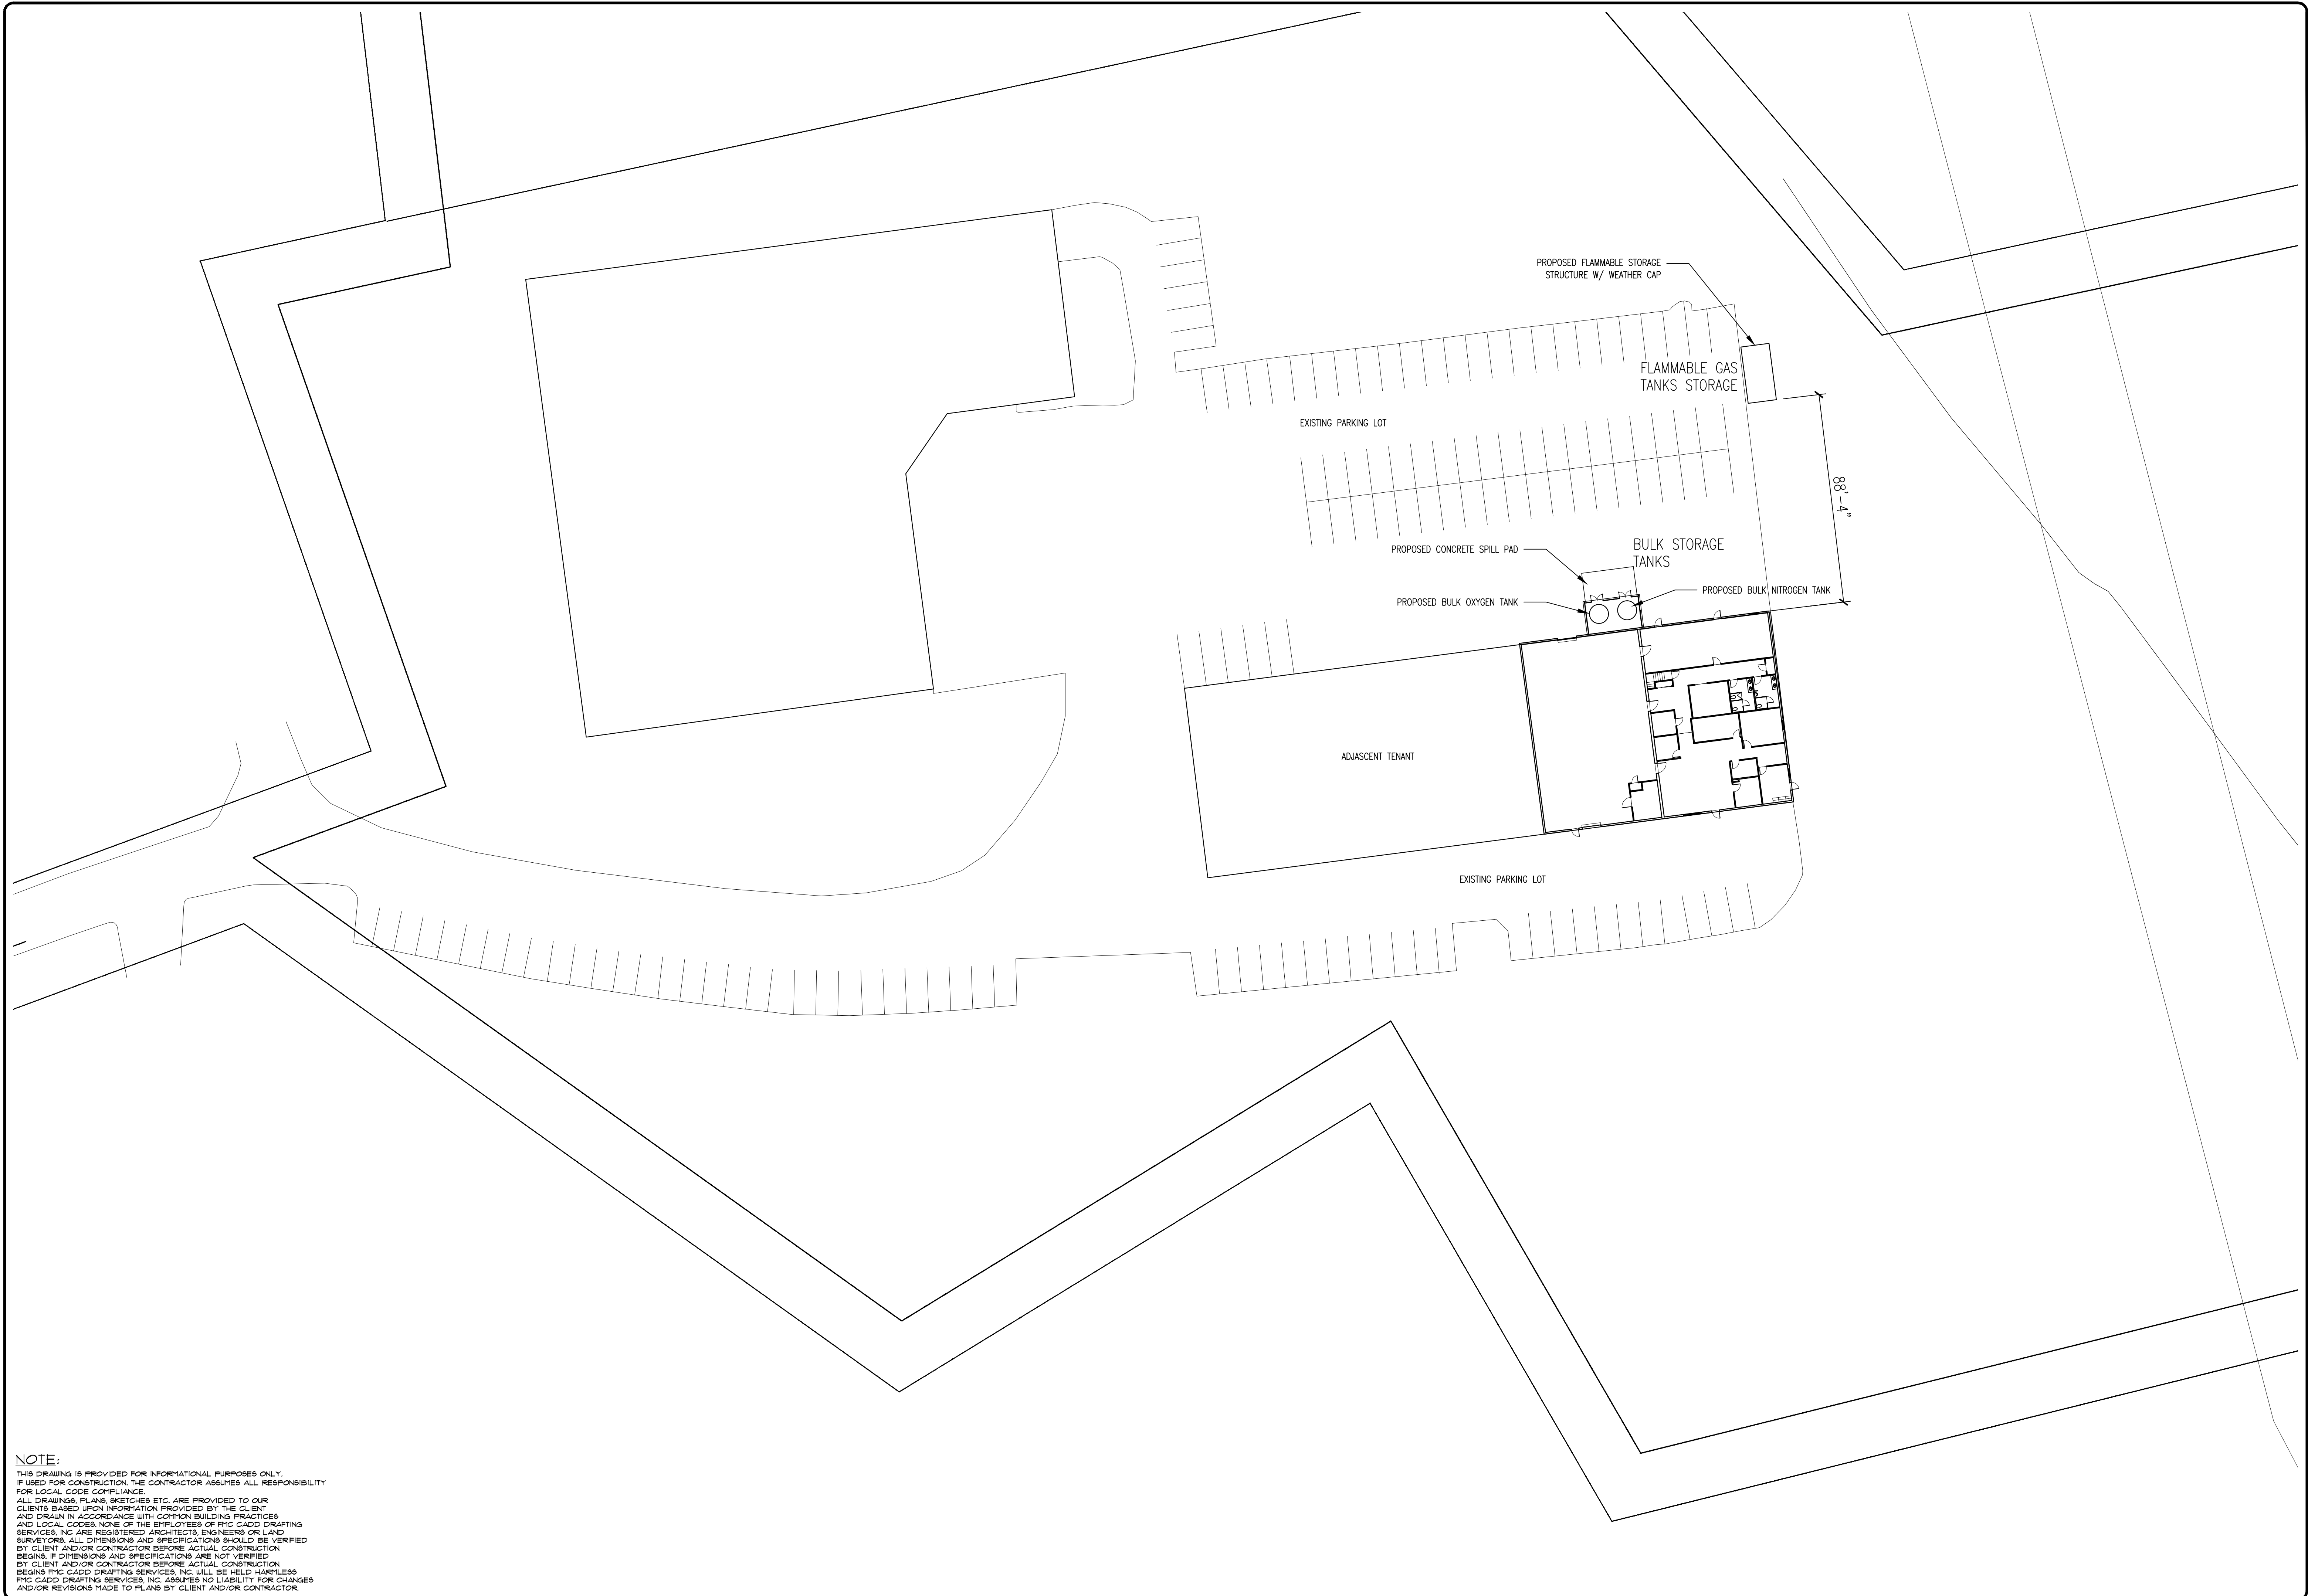 PROPOSED FLAMMABLE STORAGE
STRUCTURE W/ WEATHER CAP
FLAMMABLE GAS
TANKS STORAGE
EXISTING PARKING LOT
88'-4"
PROPOSED CONCRETE SPILL PAD
BULK STORAGE
TANKS
PROPOSED BULK NITROGEN TANK
PROPOSED BULK OXYGEN TANK
ADJASCENT TENANT
EXISTING PARKING LOT
NOTE:
THIS DRAWING IS PROVIDED FOR INFORMATIONAL PURPOSES ONLY.
IF USED FOR CONSTRUCTION, THE CONTRACTOR ASSUMES ALL RESPONSIBILITY
FOR LOCAL CODE COMPLIANCE.
ALL DRAWINGS, PLANS, SKETCHES ETC. ARE PROVIDED TO OUR
CLIENTS BASED UPON INFORMATION PROVIDED BY THE CLIENT
AND DRAWN IN ACCORDANCE WITH COMMON BUILDING PRACTICES
AND LOCAL CODES. NONE OF THE EMPLOYEES OF FMC CADD DRAFTING
SERVICES, INC ARE REGISTERED ARCHITECTS, ENGINEERS OR LAND
SURVEYORS. ALL DIMENSIONS AND SPECIFICATIONS SHOULD BE VERIFIED
BY CLIENT AND/OR CONTRACTOR BEFORE ACTUAL CONSTRUCTION
BEGINS. IF DIMENSIONS AND SPECIFICATIONS ARE NOT VERIFIED
BY CLIENT AND/OR CONTRACTOR BEFORE ACTUAL CONSTRUCTION
BEGINS FMC CADD DRAFTING SERVICES, INC. WILL BE HELD HARMLESS
FMC CADD DRAFTING SERVICES, INC. ASSUMES NO LIABILITY FOR CHANGES
AND/OR REVISIONS MADE TO PLANS BY CLIENT AND/OR CONTRACTOR.